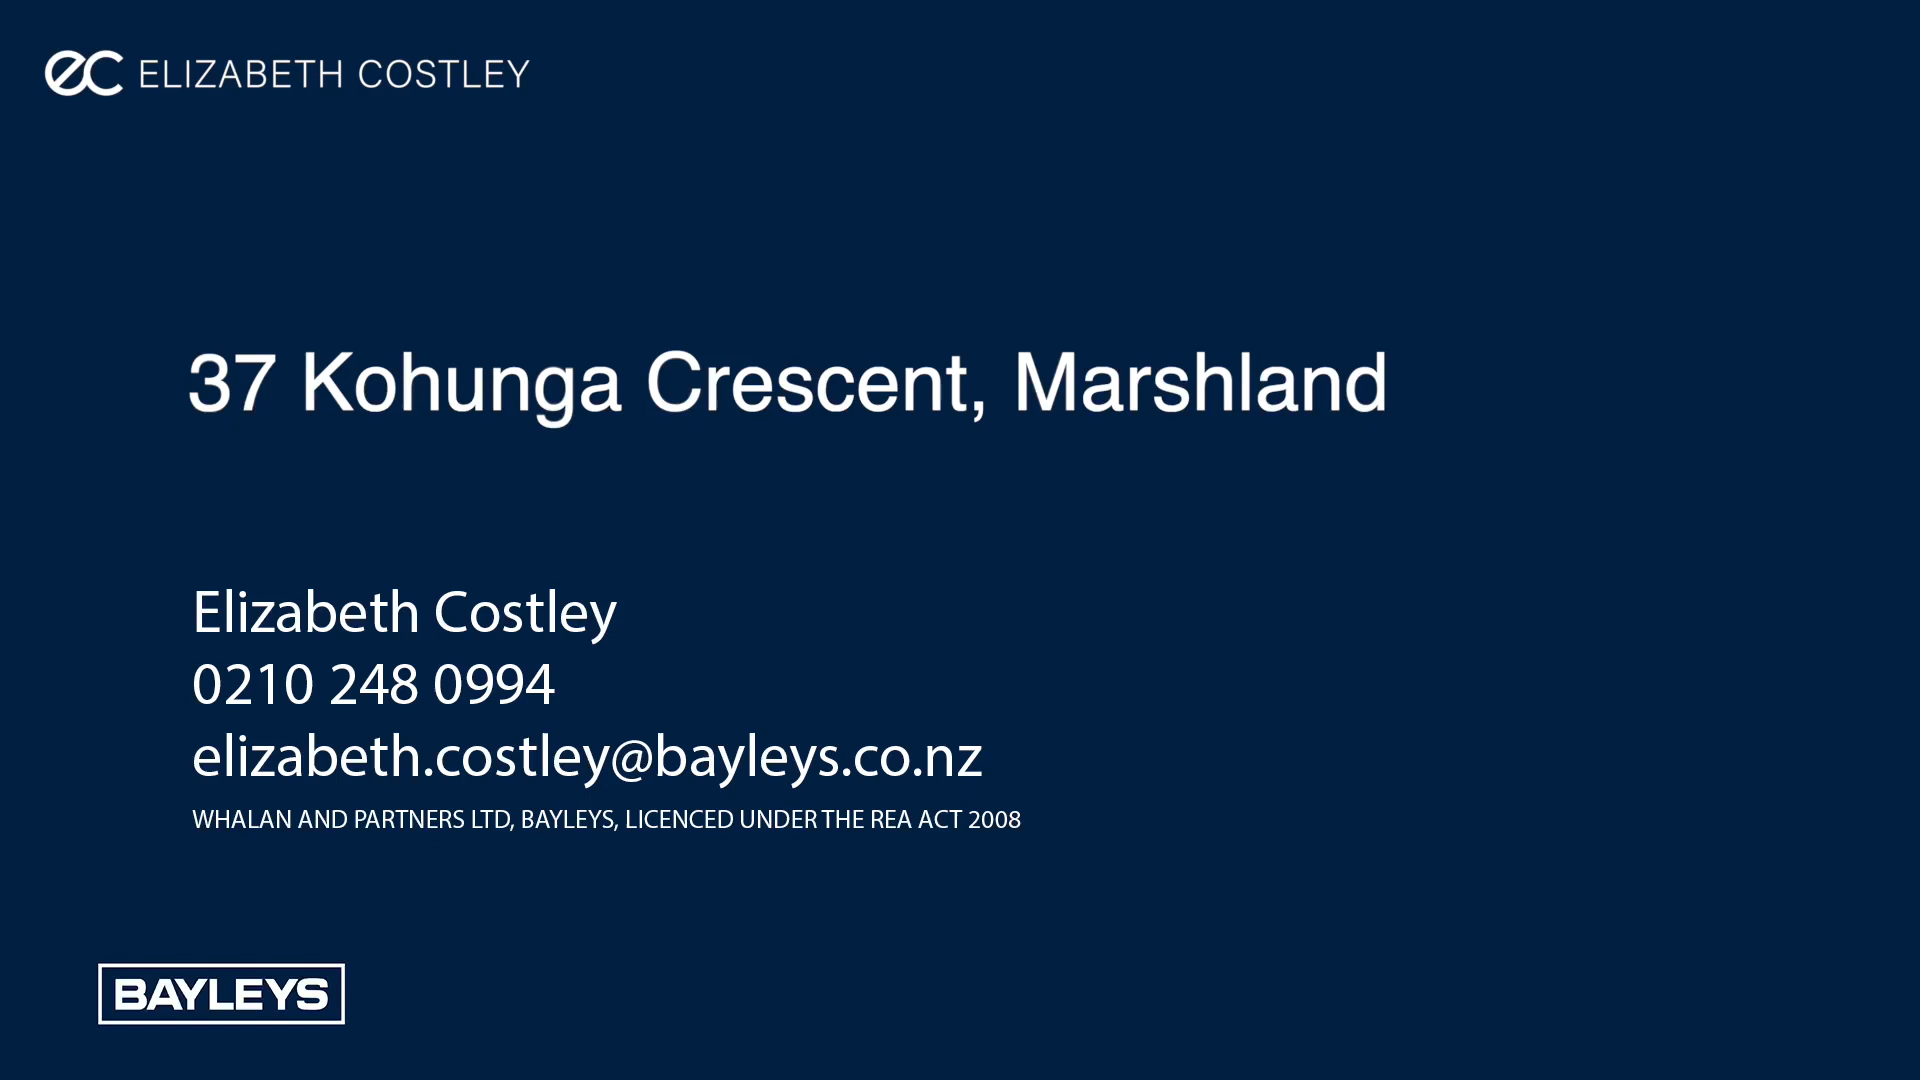 ec ELIZABETH COSTLEY
37 Kohunga Crescent, Marshland
Elizabeth Costley
0210 248 0994
elizabeth.costley@bayleys.co.nz
WHALAN AND PARTNERS LTD, BAYLEYS, LICENCED UNDER THE REA ACT 2008
BAYLEYS